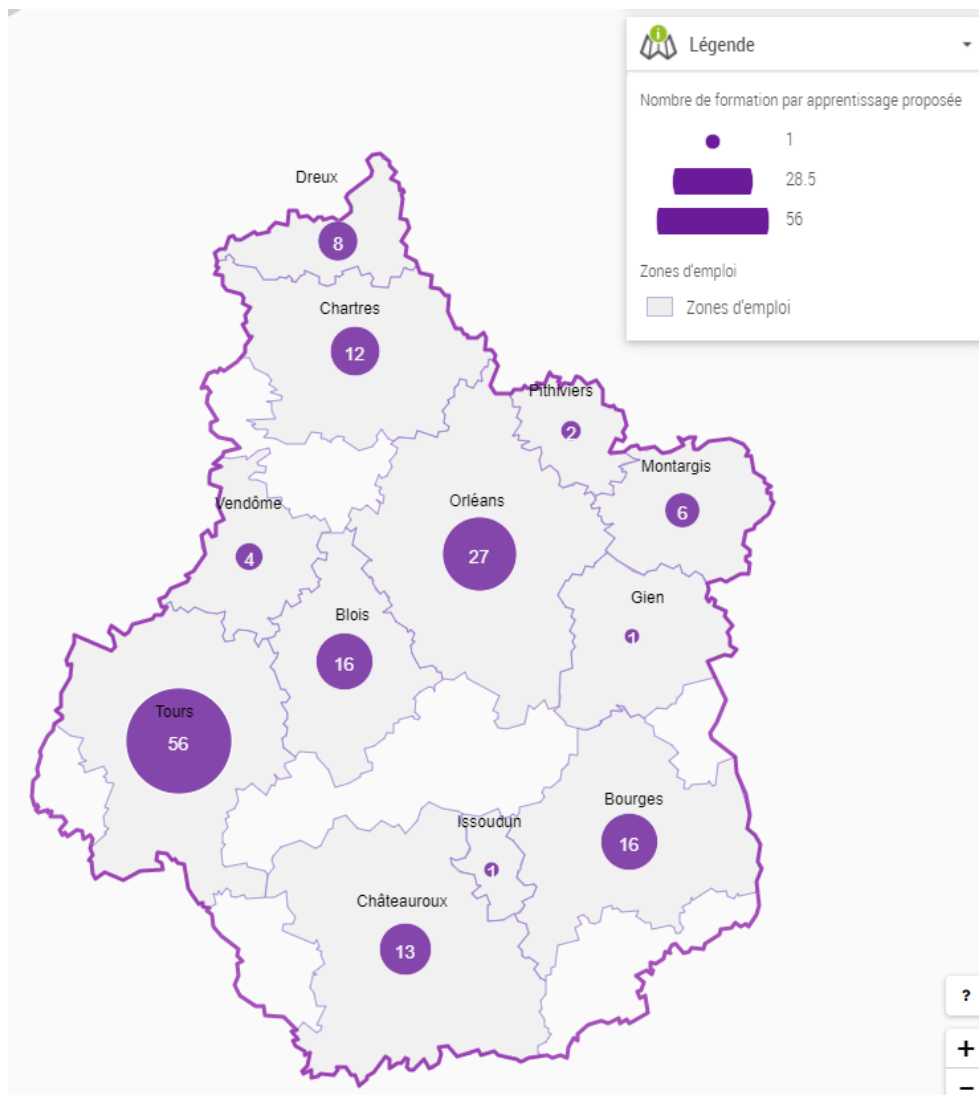 i
Légende
Nombre de formation par apprentissage proposée
1
28.5
56
Zones d'emploi
Zones d'emploi
Dreux
8
Chartres
12
Pithiviers
2
Montargis
6
Vendôme
4
Orléans
27
Gien
1
Blois
16
Tours
56
Bourges
16
Issoudun
1
Châteauroux
13
?
+
−